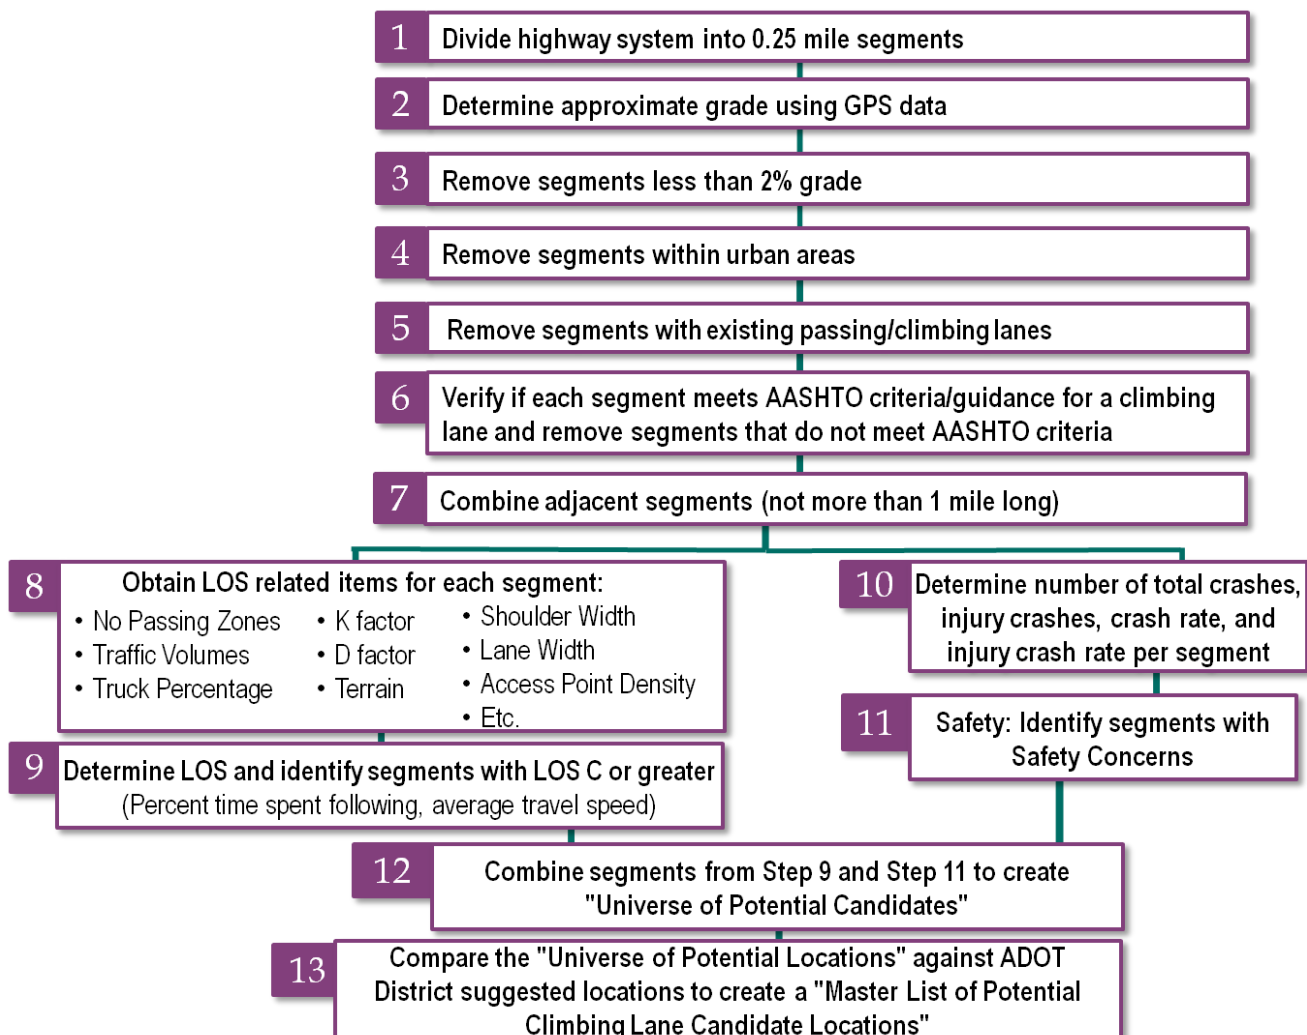 1
Divide highway system into 0.25 mile segments
2
Determine approximate grade using GPS data
3
Remove segments less than 2% grade
4
Remove segments within urban areas
5
Remove segments with existing passing/climbing lanes
6
Verify if each segment meets AASHTO criteria/guidance for a climbing
lane and remove segments that do not meet AASHTO criteria
7
Combine adjacent segments (not more than 1 mile long)
8
Obtain LOS related items for each segment:
• No Passing Zones
• Traffic Volumes
• Truck Percentage
• K factor
• D factor
• Terrain
• Shoulder Width
• Lane Width
• Access Point Density
• Etc.
9
Determine LOS and identify segments with LOS C or greater
(Percent time spent following, average travel speed)
10
Determine number of total crashes,
injury crashes, crash rate, and
injury crash rate per segment
11
Safety: Identify segments with
Safety Concerns
12
Combine segments from Step 9 and Step 11 to create
"Universe of Potential Candidates"
13
Compare the "Universe of Potential Locations" against ADOT
District suggested locations to create a "Master List of Potential
Climbing Lane Candidate Locations"